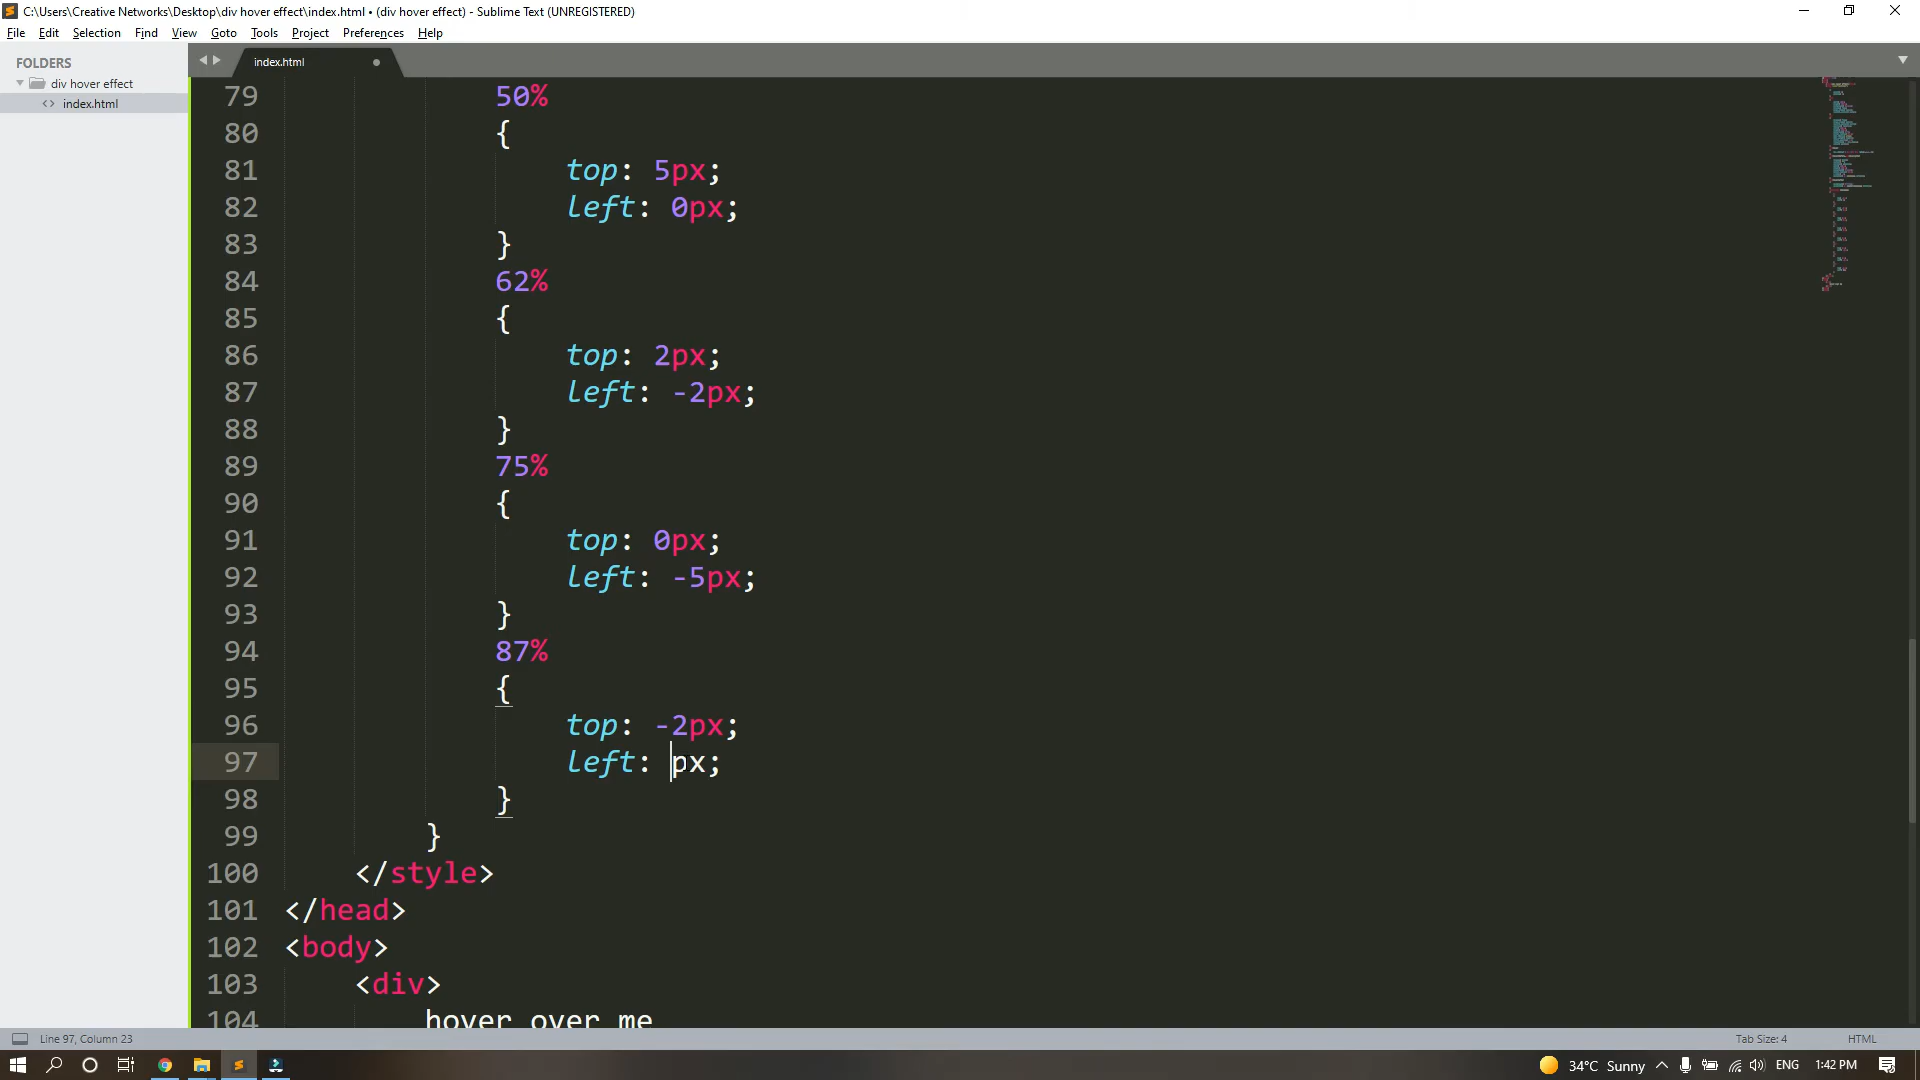 C:\Users\Creative Networks\Desktop\div hover effect\index.html • (div hover effect) - Sublime Text (UNREGISTERED)
File Edit Selection Find View Goto Tools Project Preferences Help
FOLDERS
div hover effect
<> index.html
index.html
79 50%
80 {
81 top: 5px;
82 left: 0px;
83 }
84 62%
85 {
86 top: 2px;
87 left: -2px;
88 }
89 75%
90 {
91 top: 0px;
92 left: -5px;
93 }
94 87%
95 {
96 top: -2px;
97 left: px;
98 }
99 }
100 </style>
101 </head>
102 <body>
103 <div>
104 hover over me
Line 97, Column 23
Tab Size: 4
HTML
34°C Sunny
ENG
1:42 PM